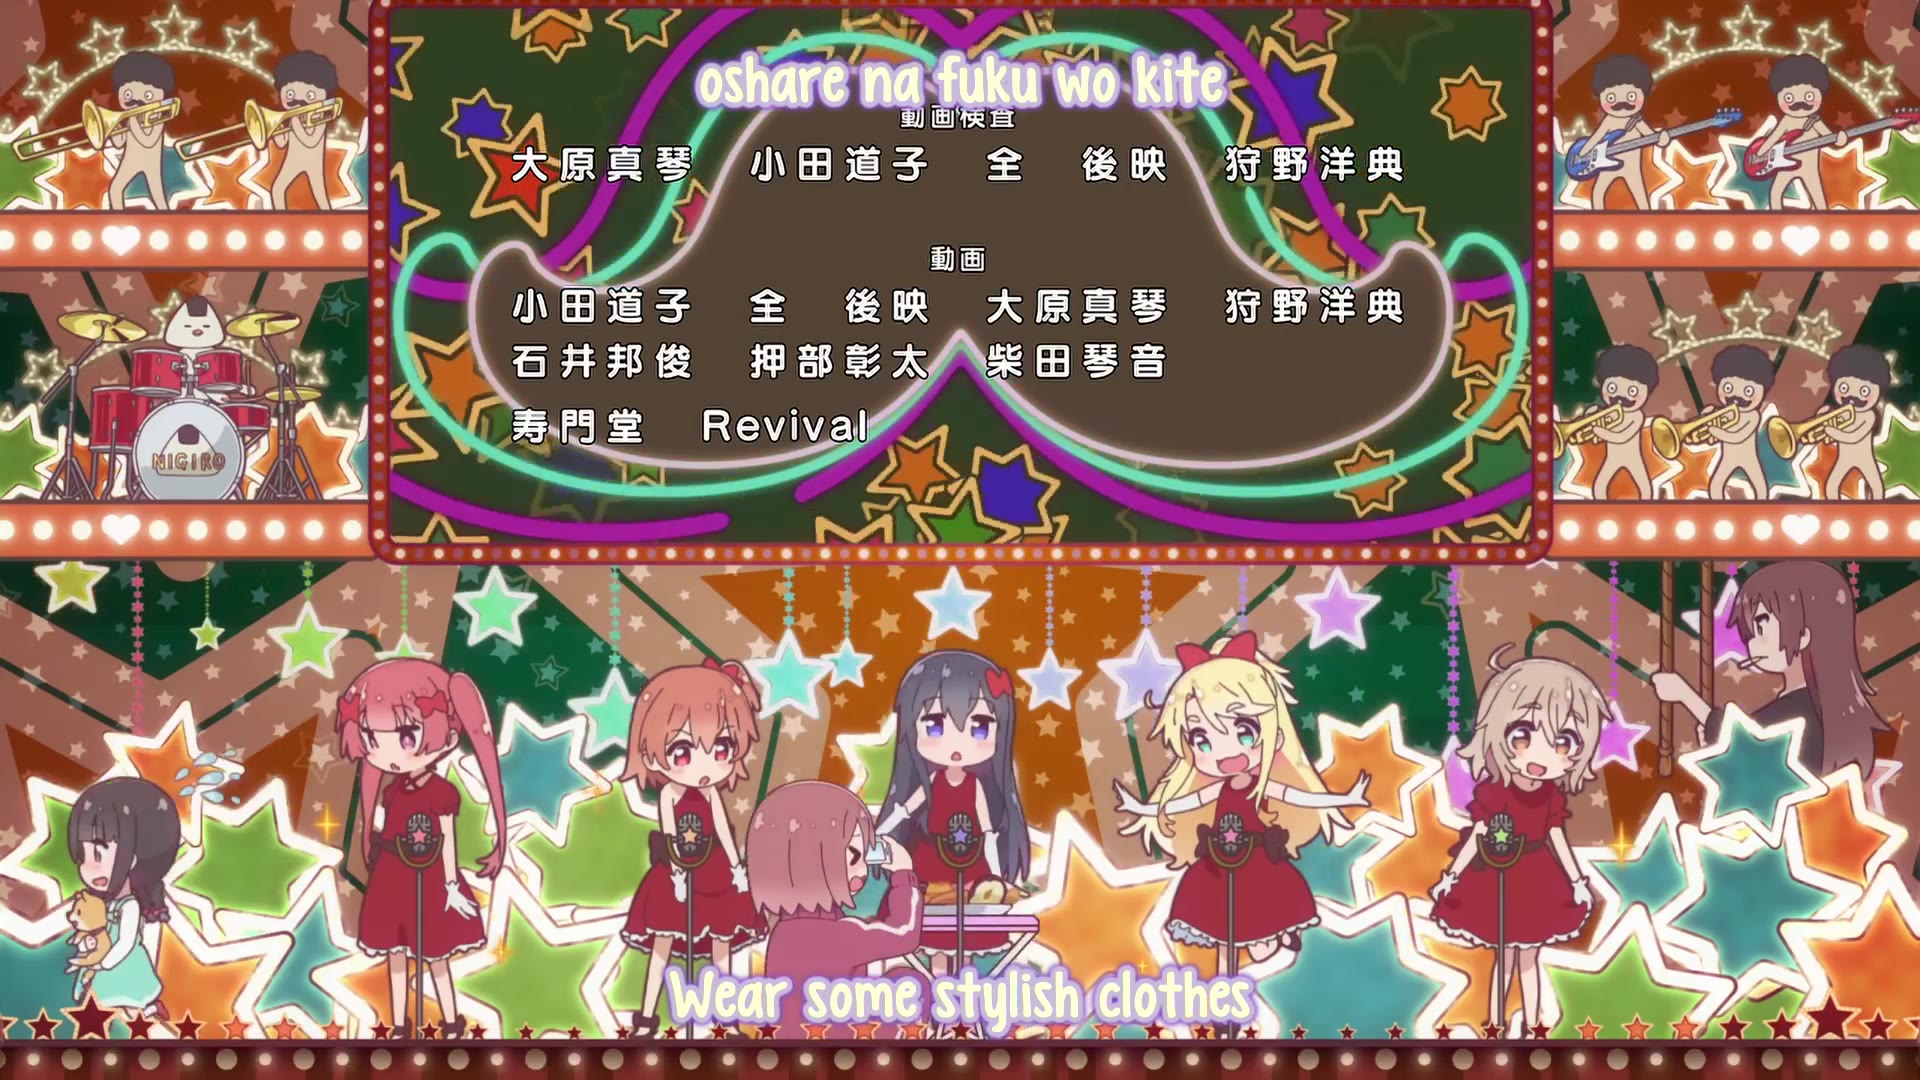 oshare na fuku wo kite
動画検査
大原真琴 小田道子 全 後映 狩野洋典
動画
小田道子 全 後映 大原真琴 狩野洋典
石井邦俊 押部彰太 柴田琴音
寿門堂 Revival
NIGIRO
Wear some stylish clothes